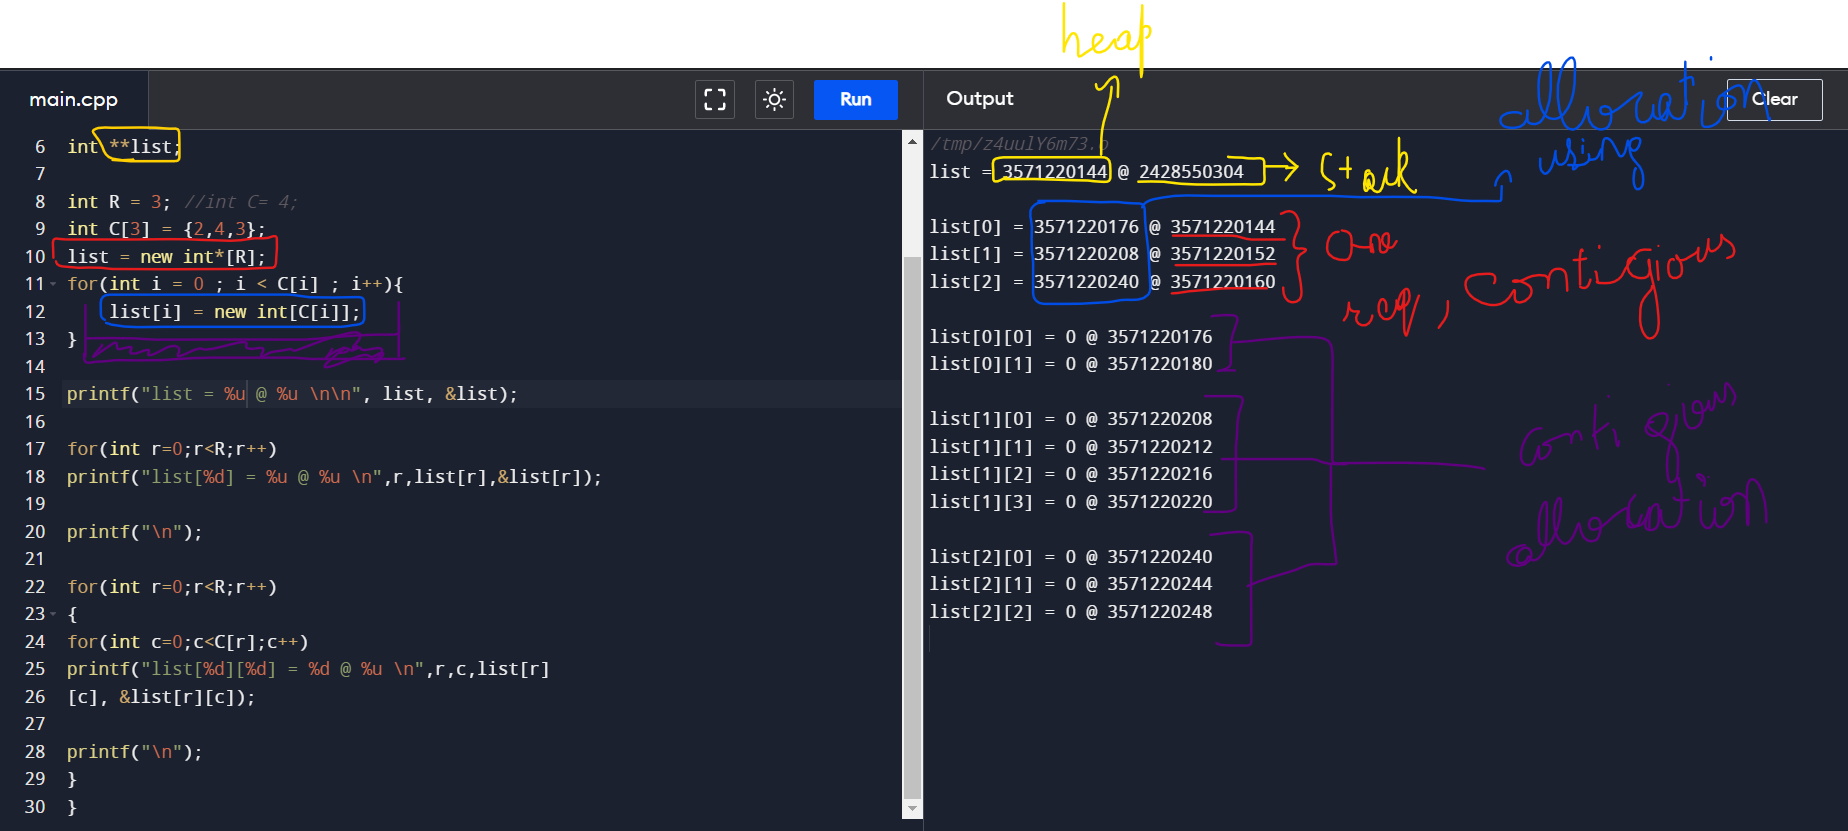 heap
main.cpp
Run
Output
Clear
allocation
using
/tmp/z4uulY6m73.o
list = 3571220144 @ 2428550304
Stack
list[0] = 3571220176 @ 3571220144
list[1] = 3571220208 @ 3571220152
list[2] = 3571220240 @ 3571220160
One
req, contigious
list[0][0] = 0 @ 3571220176
list[0][1] = 0 @ 3571220180
list[1][0] = 0 @ 3571220208
list[1][1] = 0 @ 3571220212
list[1][2] = 0 @ 3571220216
list[1][3] = 0 @ 3571220220
list[2][0] = 0 @ 3571220240
list[2][1] = 0 @ 3571220244
list[2][2] = 0 @ 3571220248
contigious
allocation
6 int **list;
7
8 int R = 3; //int C= 4;
9 int C[3] = {2,4,3};
10 list = new int*[R];
11 for(int i = 0 ; i < C[i] ; i++){
12 list[i] = new int[C[i]];
13 }
14
15 printf("list = %u @ %u \n\n", list, &list);
16
17 for(int r=0;r<R;r++)
18 printf("list[%d] = %u @ %u \n",r,list[r],&list[r]);
19
20 printf("\n");
21
22 for(int r=0;r<R;r++)
23 {
24 for(int c=0;c<C[r];c++)
25 printf("list[%d][%d] = %d @ %u \n",r,c,list[r]
26 [c], &list[r][c]);
27
28 printf("\n");
29 }
30 }